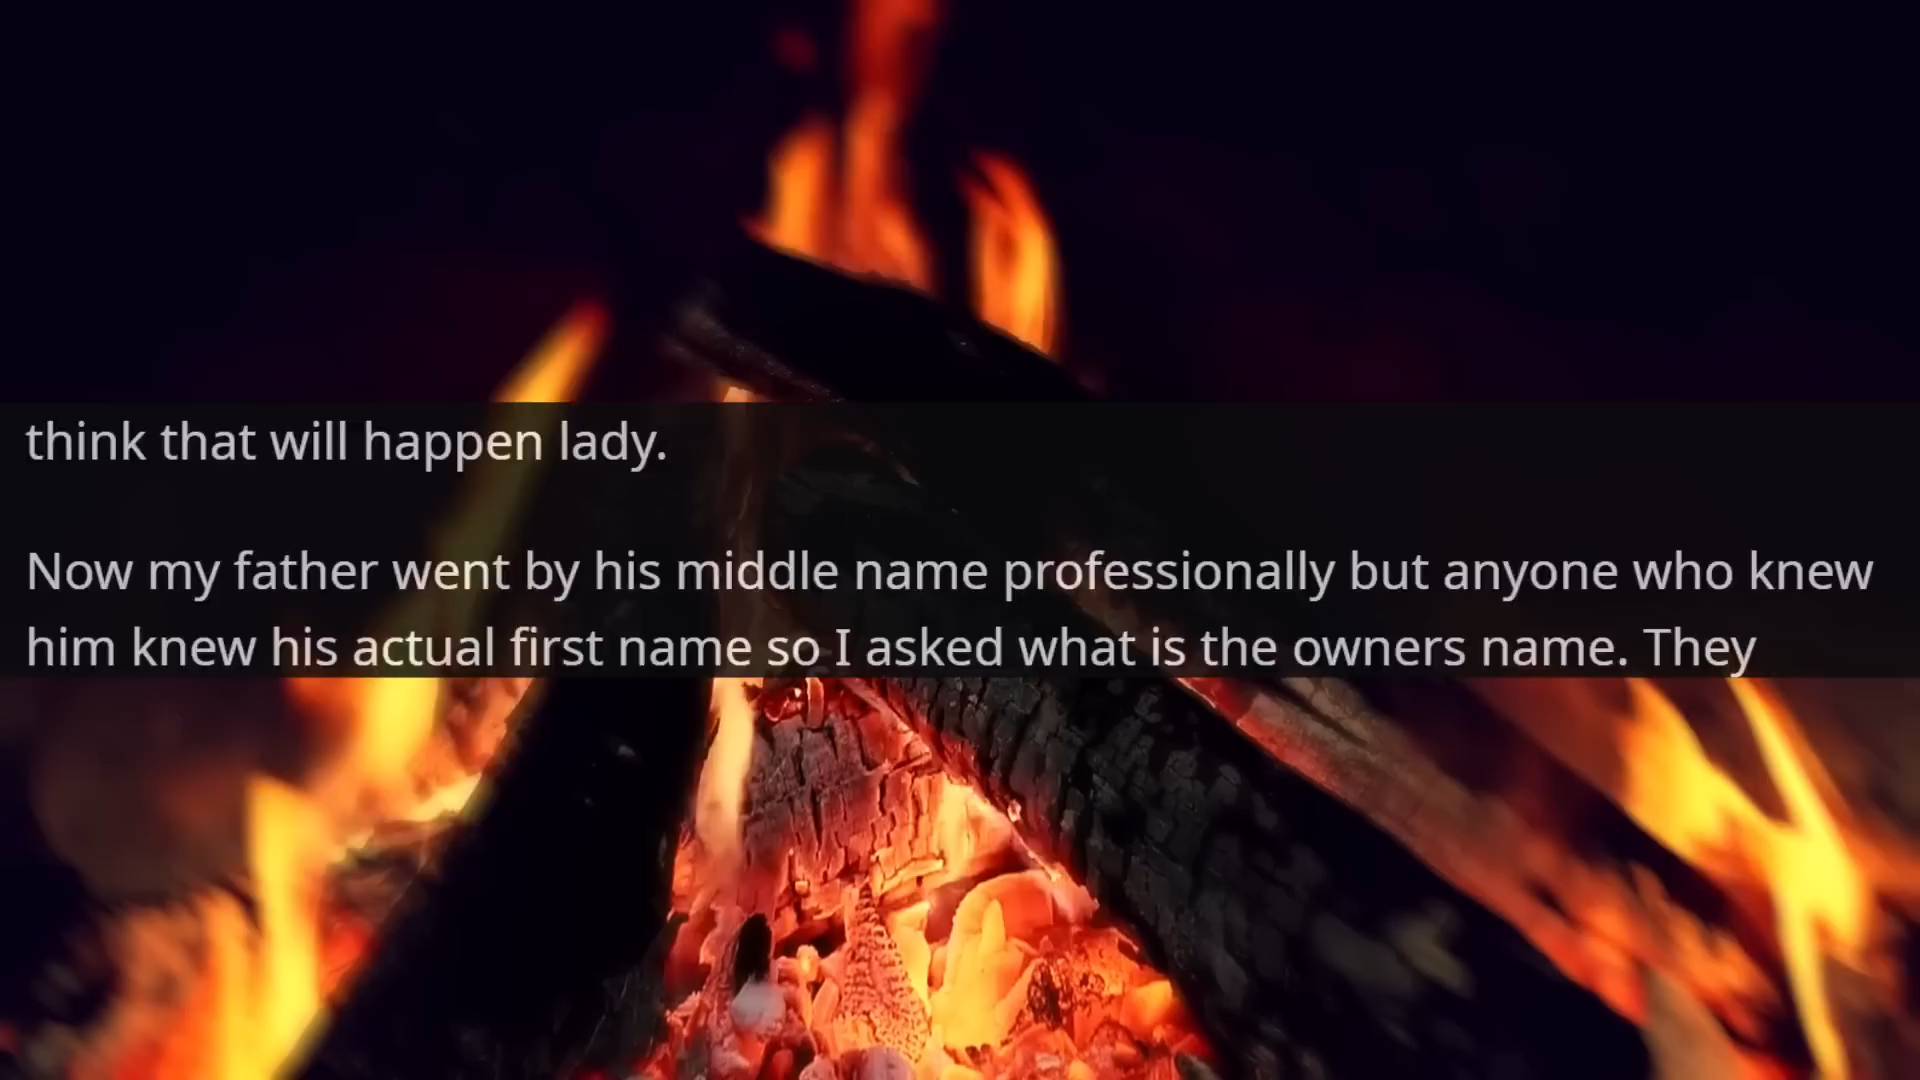 think that will happen lady.
Now my father went by his middle name professionally but anyone who knew
him knew his actual first name so I asked what is the owners name. They